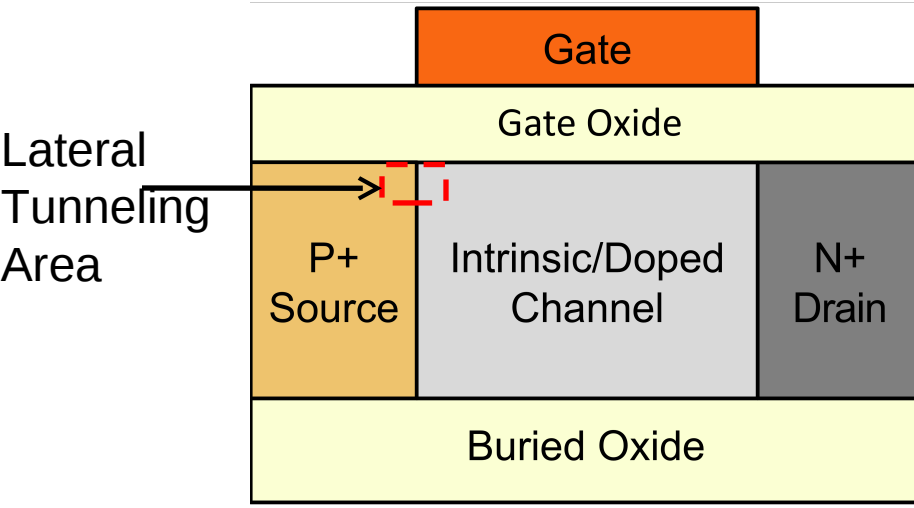 Gate
Gate Oxide
Lateral
Tunneling
Area
P+
Source
Intrinsic/Doped
Channel
N+
Drain
Buried Oxide